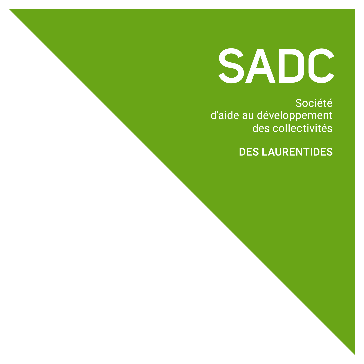 SADC
Société
d'aide au développement
des collectivités
DES LAURENTIDES